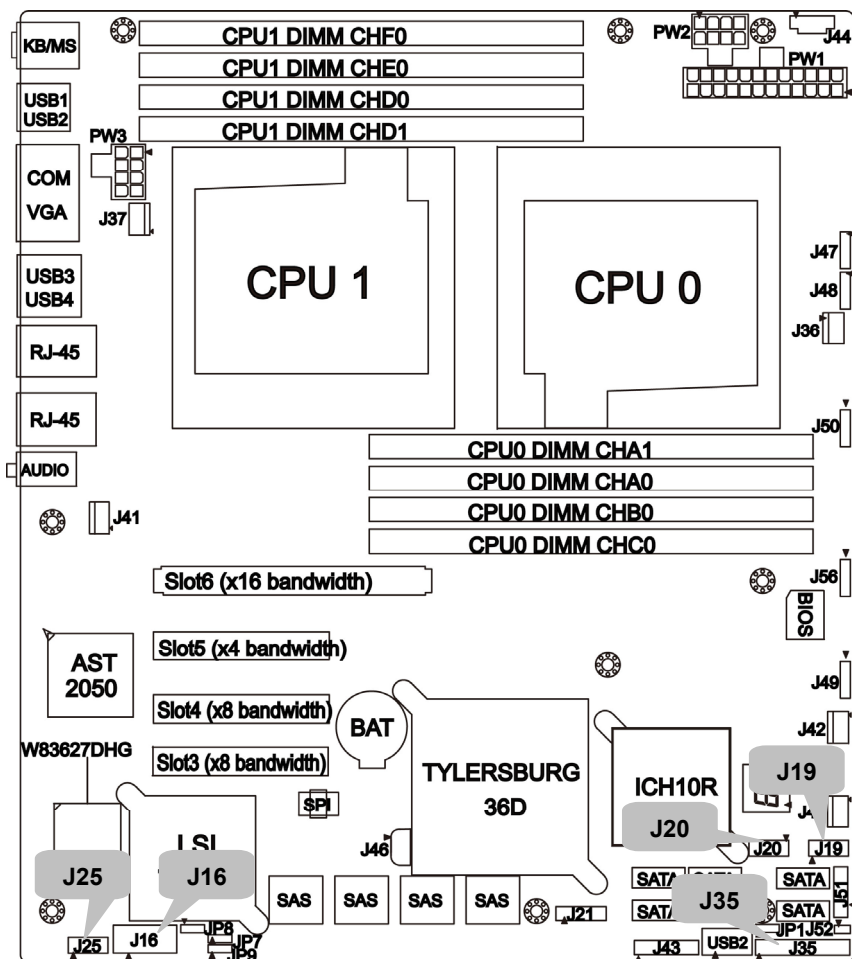 KB/MS
CPU1 DIMM CHF0
PW2
J44
CPU1 DIMM CHE0
PW1
USB1
USB2
CPU1 DIMM CHD0
CPU1 DIMM CHD1
PW3
COM
VGA
J37
CPU 1
CPU 0
J47
USB3
USB4
J48
J36
RJ-45
RJ-45
J50
CPU0 DIMM CHA1
AUDIO
CPU0 DIMM CHA0
CPU0 DIMM CHB0
J41
CPU0 DIMM CHC0
Slot6 (x16 bandwidth)
J56
BIOS
Slot5 (x4 bandwidth)
AST
2050
J49
Slot4 (x8 bandwidth)
BAT
J42
W83627DHG
Slot3 (x8 bandwidth)
TYLERSBURG
36D
ICH10R
J19
SPI
J20
LSI
J46
J20
J19
J25
J16
SATA
SATA
J51
SAS
SAS
SAS
SAS
J35
SATA
SATA
J21
JP8
JP7
JP9
JP1
J52
J25
J16
J43
USB2
J35